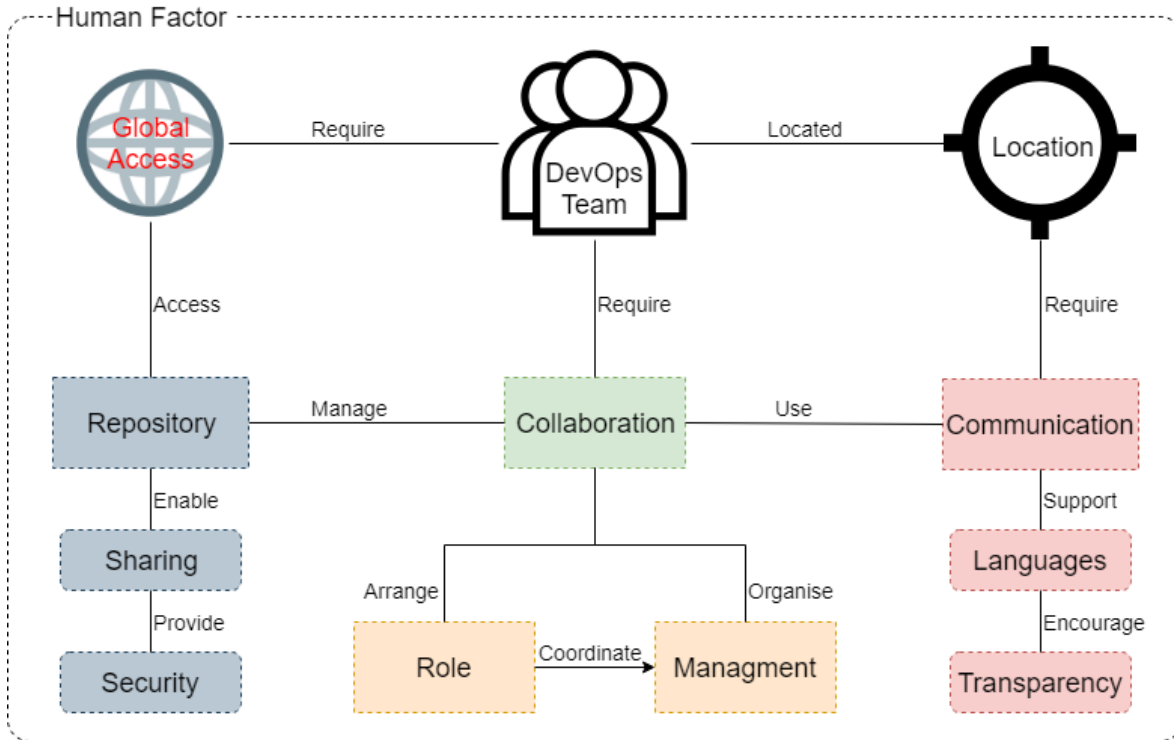 Human Factor
Global
Access
Require
DevOps
Team
Located
Location
Access
Require
Require
Repository
Manage
Collaboration
Use
Communication
Enable
Support
Sharing
Languages
Arrange
Organise
Provide
Encourage
Role
Coordinate
Managment
Security
Transparency